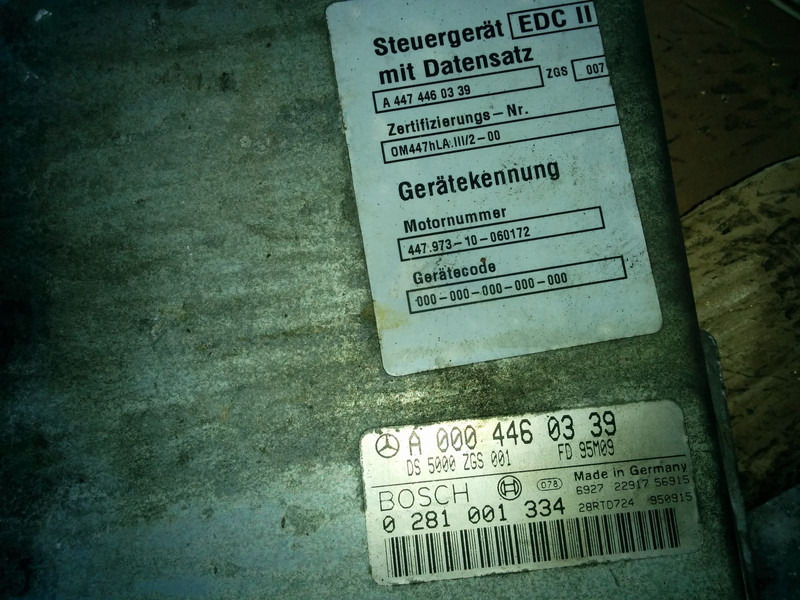 Steuergerät EDC II
mit Datensatz
A 447 446 03 39 ZGS 007
Zertifizierungs-Nr.
OM447hLA.III/2-00
Gerätekennung
Motornummer
447.973-10-060172
Gerätecode
000-000-000-000-000
A 000 446 03 39
DS 5000 ZGS 001 FD 95M09
Made in Germany
BOSCH 078 6927 22917 56915
0 281 001 334 28RTD724 950915